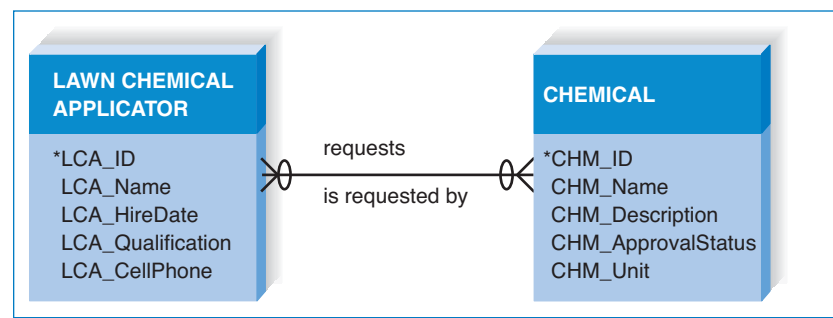 LAWN CHEMICAL
APPLICATOR
*LCA_ID
LCA_Name
LCA_HireDate
LCA_Qualification
LCA_CellPhone
requests
is requested by
CHEMICAL
*CHM_ID
CHM_Name
CHM_Description
CHM_ApprovalStatus
CHM_Unit